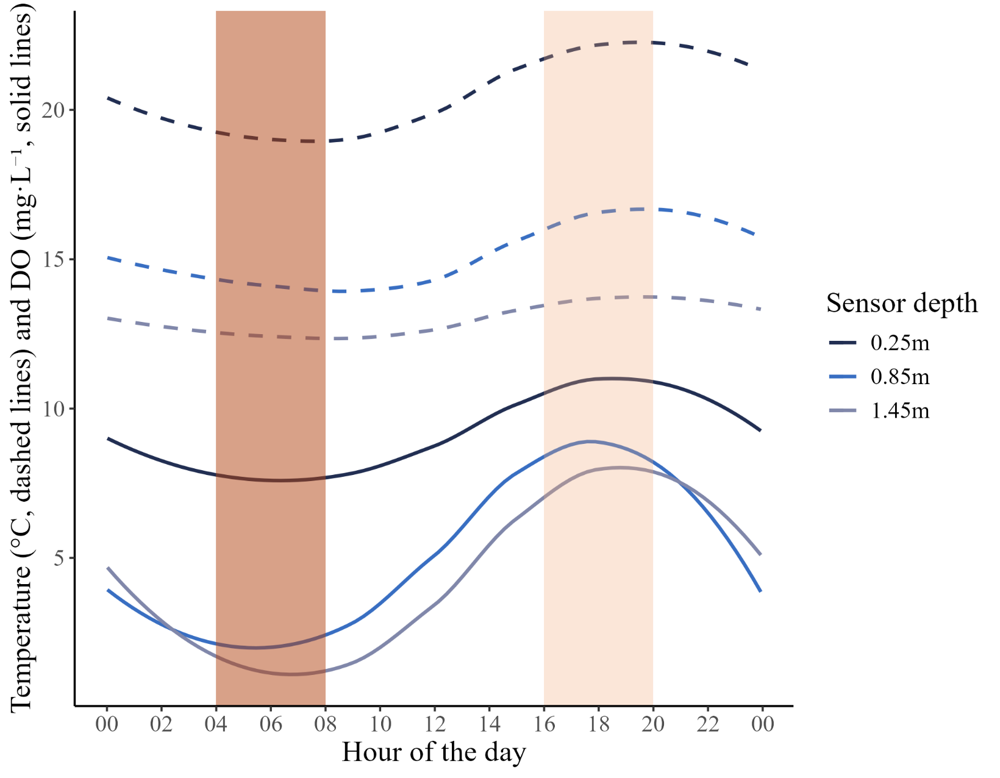 Temperature (°C, dashed lines) and DO (mg·L⁻¹, solid lines)
20
15
10
5
00 02 04 06 08 10 12 14 16 18 20 22 00
Hour of the day
Sensor depth
0.25m
0.85m
1.45m